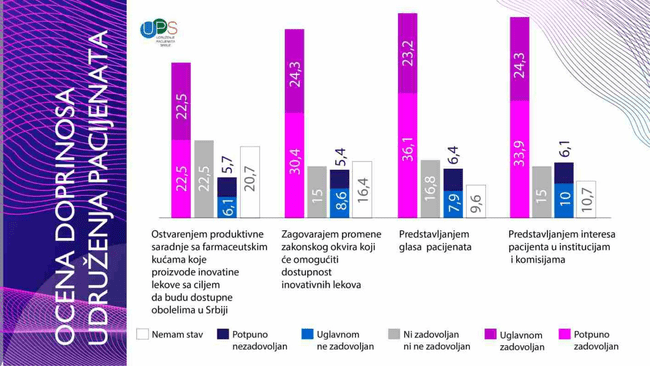 OCENA DOPRINOSA
UDRUŽENJA PACIJENATA
UPS
UDRUŽENJE
PACIJENATA
SRBIJE
22,5
22,5
22,5
5,7
6,1
20,7
24,3
30,4
15
5,4
8,6
16,4
23,2
36,1
16,8
6,4
7,9
9,6
24,3
33,9
15
6,1
10
10,7
Ostvarenjem produktivne
saradnje sa farmaceutskim
kućama koje
proizvode inovatine
lekove sa ciljem
da budu dostupne
obolelima u Srbiji
Zagovarajem promene
zakonskog okvira koji
će omogućiti
dostupnost
inovativnih lekova
Predstavljanjem
glasa pacijenata
Predstavljanjem interesa
pacijenta u institucijam
i komisijama
Nemam stav
Potpuno
nezadovoljan
Uglavnom
ne zadovoljan
Ni zadovoljan
ni ne zadovoljan
Uglavnom
zadovoljan
Potpuno
zadovoljan